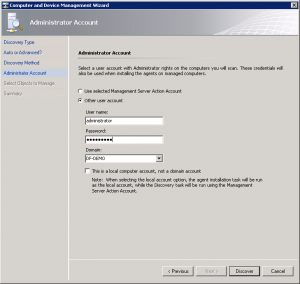 Computer and Device Management Wizard
Administrator Account
Discovery Type
Auto or Advanced?
Discovery Method
Administrator Account
Select Objects to Manage
Summary
Administrator Account
Select a user account with Administrator rights on the computers you will scan. These credentials will
also be used when installing the agents on managed computers.
Use selected Management Server Action Account
Other user account
User name:
administrator
Password:
Domain:
This is a local computer account, not a domain account
Note: When selecting the local account option, the agent installation task will be run
as the local account, while the Discovery task will be run using the Management
Server Action Account.
< Previous
Next >
Discover
Cancel